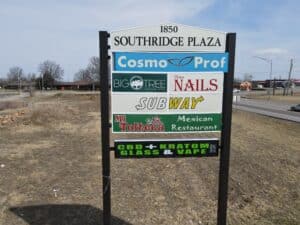 1850
SOUTHRIDGE PLAZA
Cosmo Prof
BIG TREE
NAILS
SUBWAY
Mexican
Restaurant
CBD + KRATOM
GLASS & VAPE